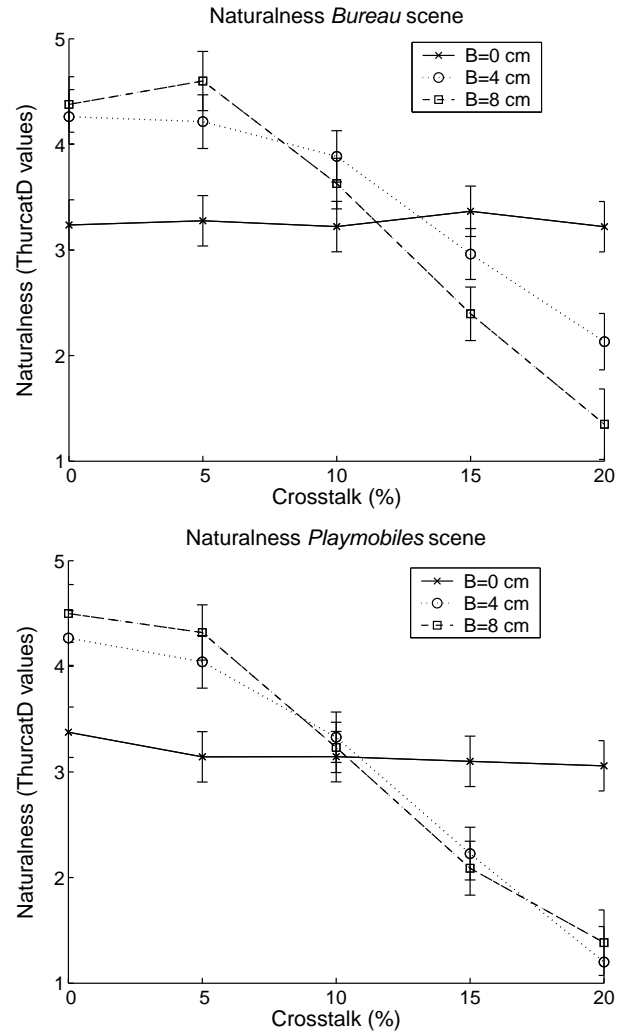 Naturalness Bureau scene
5
4
3
2
1
Naturalness (ThurcatD values)
B=0 cm
B=4 cm
B=8 cm
0 5 10 15 20
Crosstalk (%)
Naturalness Playmobiles scene
5
4
3
2
1
Naturalness (ThurcatD values)
B=0 cm
B=4 cm
B=8 cm
0 5 10 15 20
Crosstalk (%)